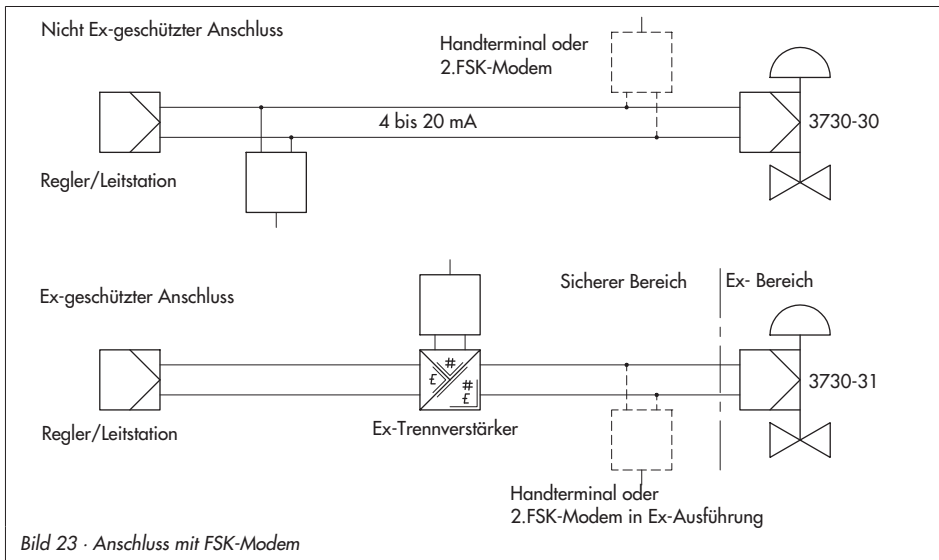 Nicht Ex-geschützter Anschluss
Handterminal oder
2.FSK-Modem
4 bis 20 mA
3730-30
Regler/Leitstation
Ex-geschützter Anschluss
Sicherer Bereich
Ex- Bereich
3730-31
Regler/Leitstation
Ex-Trennverstärker
Handterminal oder
2.FSK-Modem in Ex-Ausführung
Bild 23 · Anschluss mit FSK-Modem